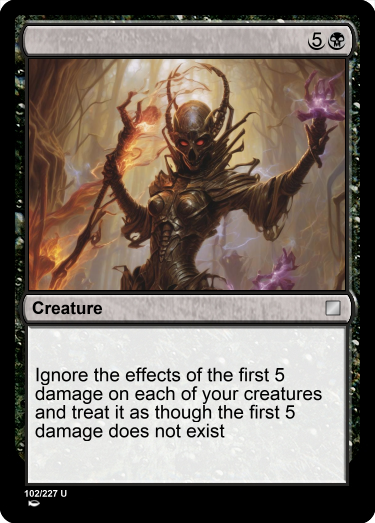 5
Creature
Ignore the effects of the first 5
damage on each of your creatures
and treat it as though the first 5
damage does not exist
102/227 U